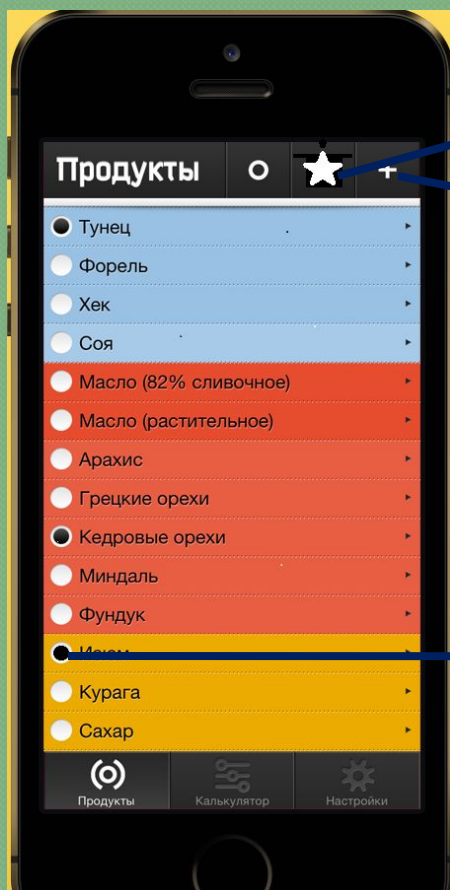 Продукты
Тунец
Форель
Хек
Соя
Масло (82% сливочное)
Масло (растительное)
Арахис
Грецкие орехи
Кедровые орехи
Миндаль
Фундук
Изюм
Курага
Сахар
Продукты Калькулятор Настройки